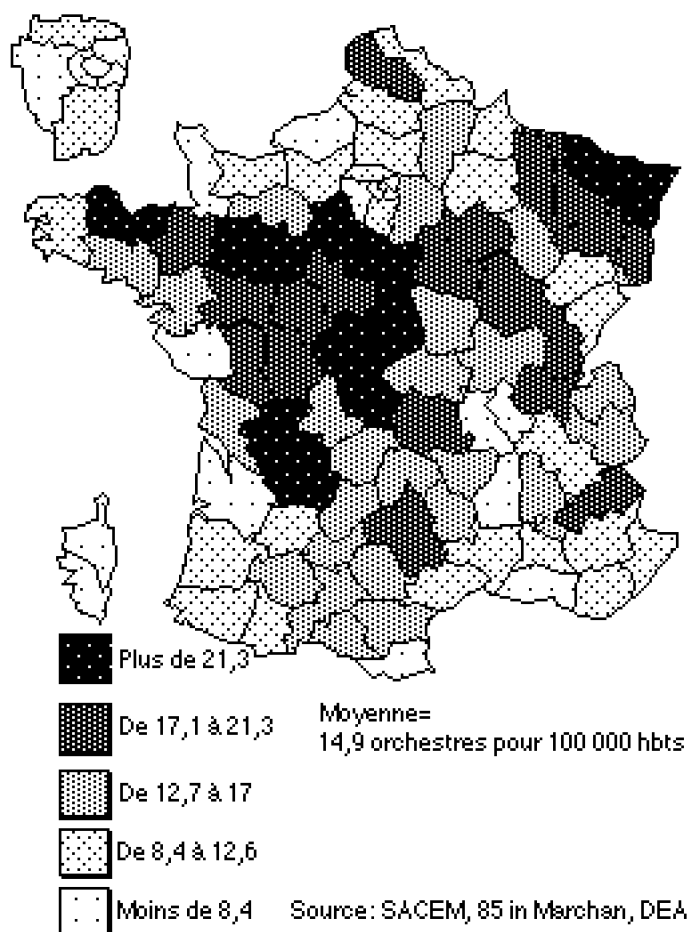 Plus de 21,3
De 17,1 à 21,3
Moyenne=
14,9 orchestres pour 100 000 hbts
De 12,7 à 17
De 8,4 à 12,6
Moins de 8,4
Source: SACEM, 85 in Marchan, DEA